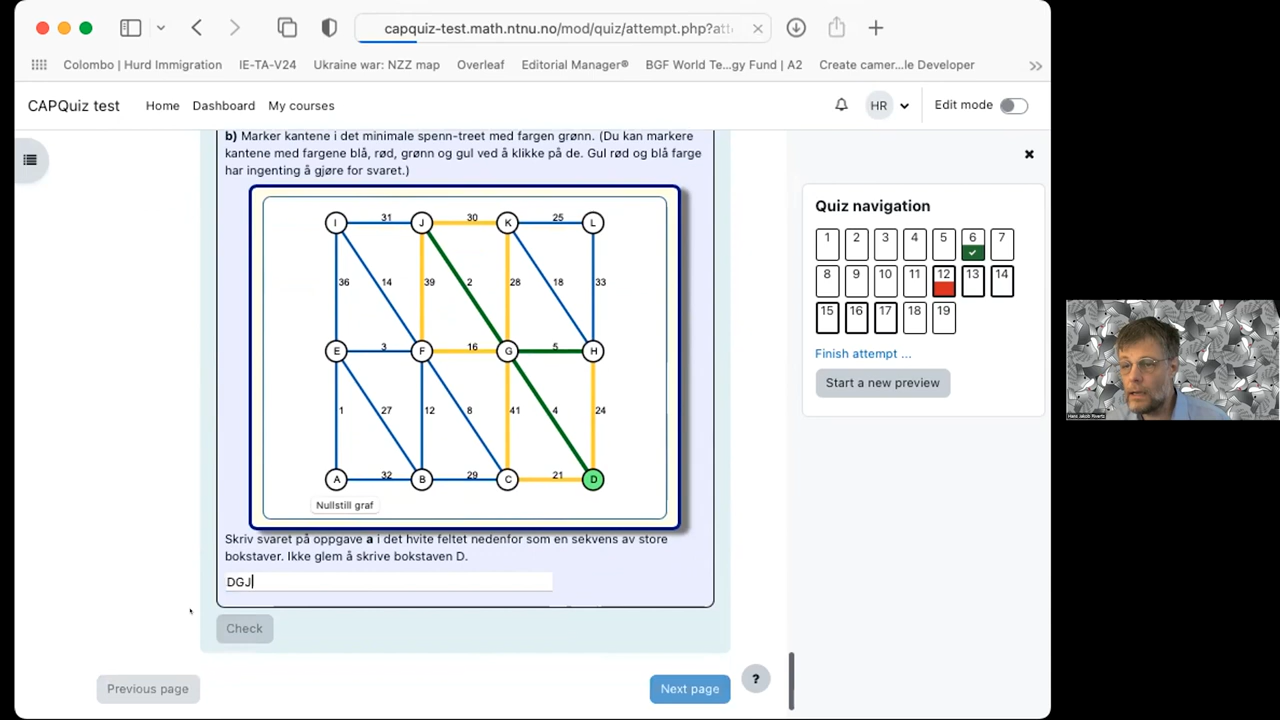 capquiz-test.math.ntnu.no/mod/quiz/attempt.php?att
Colombo | Hurd Immigration IE-TA-V24 Ukraine war: NZZ map Overleaf Editorial Manager® BGF World Te...gy Fund | A2 Create camer...le Developer
CAPQuiz test Home Dashboard My courses HR Edit mode
b) Marker kantene i det minimale spenn-treet med fargen grønn. (Du kan markere
kantene med fargene blå, rød, grønn og gul ved å klikke på de. Gul rød og blå farge
har ingenting å gjøre for svaret.)
I 31 J 30 K 25 L
36 14 39 2 28 18 33
E 3 F 16 G 5 H
1 27 12 8 41 4 24
A 32 B 29 C 21 D
Nullstill graf
Skriv svaret på oppgave a i det hvite feltet nedenfor som en sekvens av store
bokstaver. Ikke glem å skrive bokstaven D.
DGJ
Check
Previous page
Next page
?
Quiz navigation
1 2 3 4 5 6 7
8 9 10 11 12 13 14
15 16 17 18 19
Finish attempt ...
Start a new preview